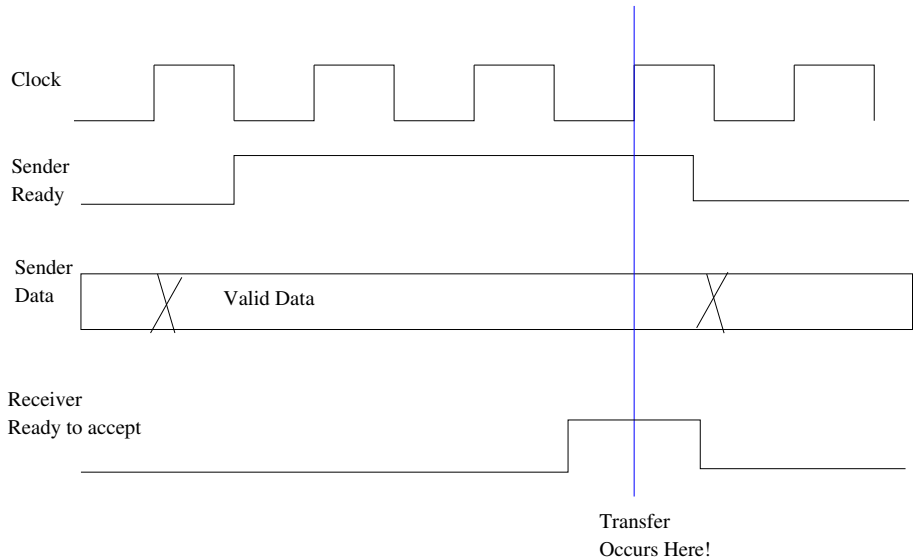 Clock
Sender
Ready
Sender
Data
Valid Data
Receiver
Ready to accept
Transfer
Occurs Here!